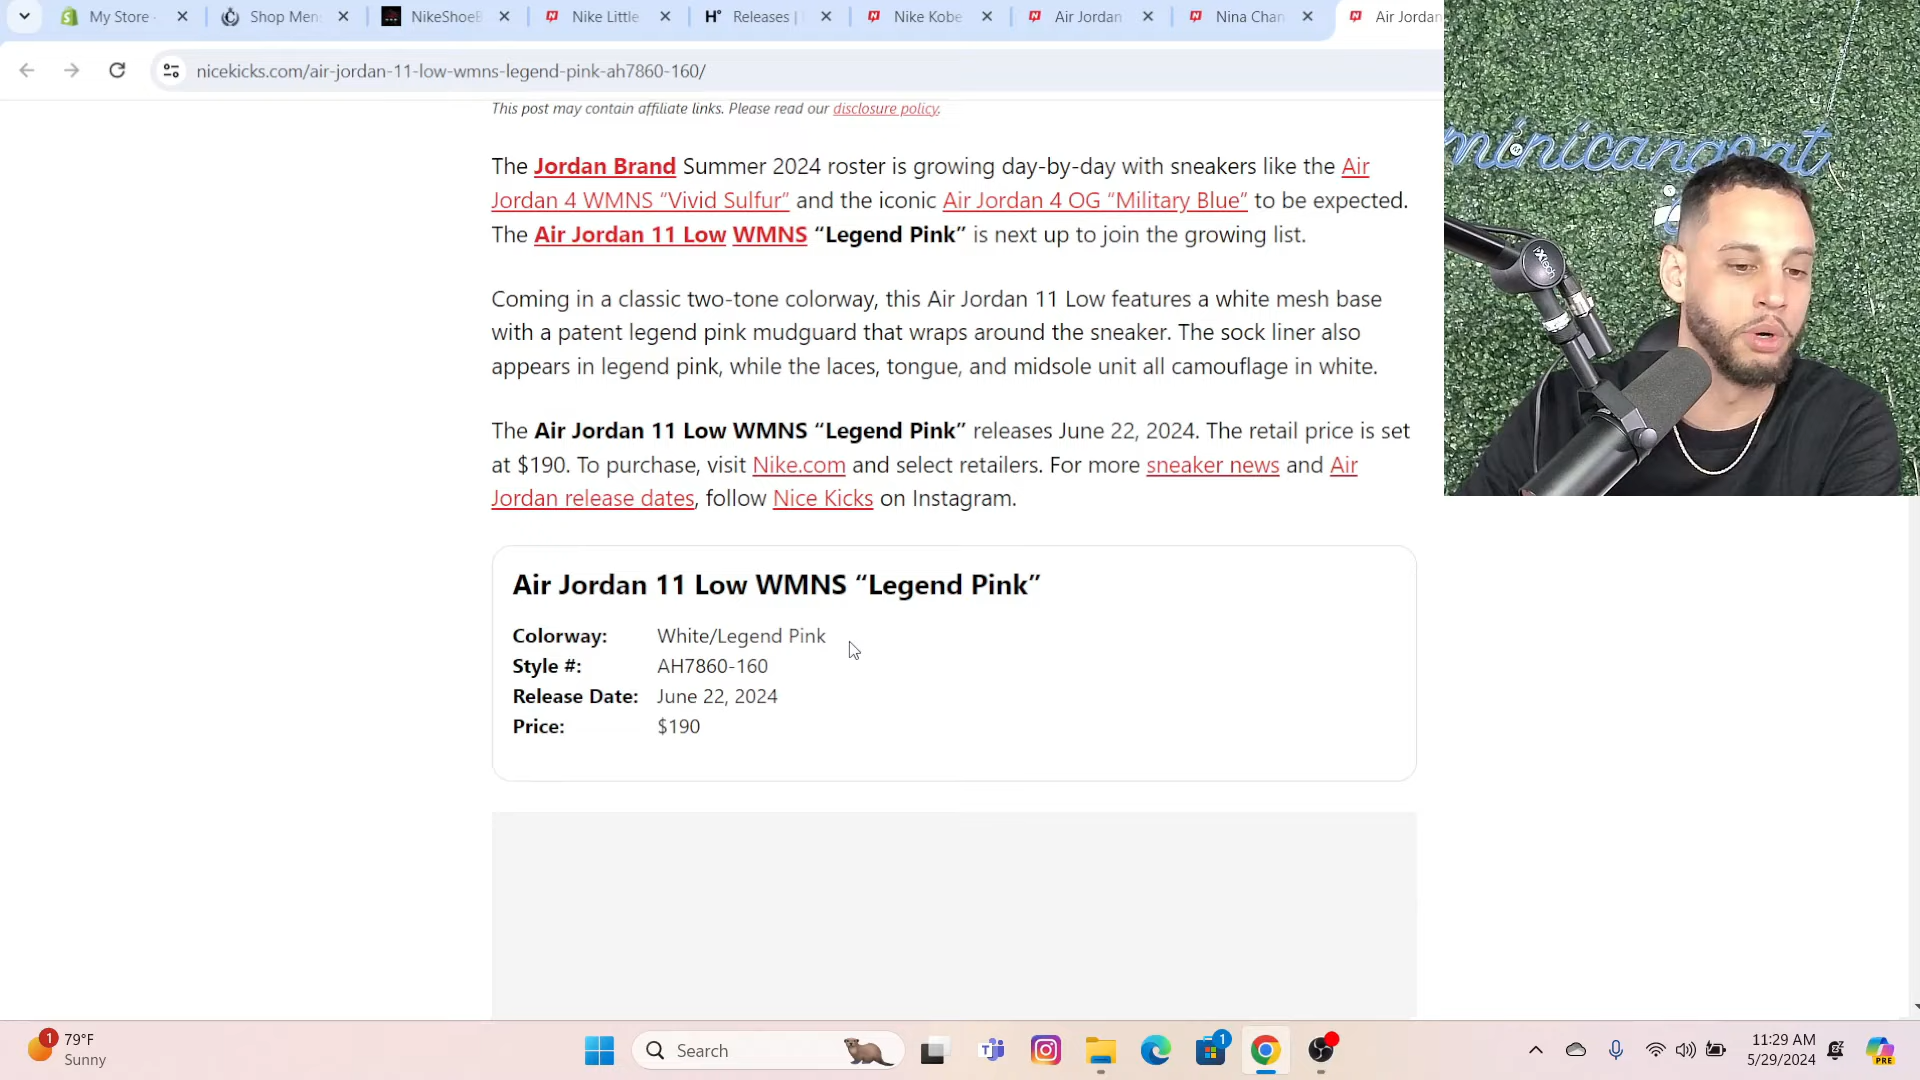 My Store -
Shop Men
NikeShoeB
Nike Little
Releases |
Nike Kobe
Air Jordan
Nina Chan
Air Jordan
nicekicks.com/air-jordan-11-low-wmns-legend-pink-ah7860-160/
This post may contain affiliate links. Please read our disclosure policy.
The Jordan Brand Summer 2024 roster is growing day-by-day with sneakers like the Air
Jordan 4 WMNS “Vivid Sulfur” and the iconic Air Jordan 4 OG “Military Blue” to be expected.
The Air Jordan 11 Low WMNS “Legend Pink” is next up to join the growing list.
Coming in a classic two-tone colorway, this Air Jordan 11 Low features a white mesh base
with a patent legend pink mudguard that wraps around the sneaker. The sock liner also
appears in legend pink, while the laces, tongue, and midsole unit all camouflage in white.
The Air Jordan 11 Low WMNS “Legend Pink” releases June 22, 2024. The retail price is set
at $190. To purchase, visit Nike.com and select retailers. For more sneaker news and Air
Jordan release dates, follow Nice Kicks on Instagram.
Air Jordan 11 Low WMNS “Legend Pink”
Colorway: White/Legend Pink
Style #: AH7860-160
Release Date: June 22, 2024
Price: $190
minicangoat
79°F
Sunny
Search
11:29 AM
5/29/2024
PRE